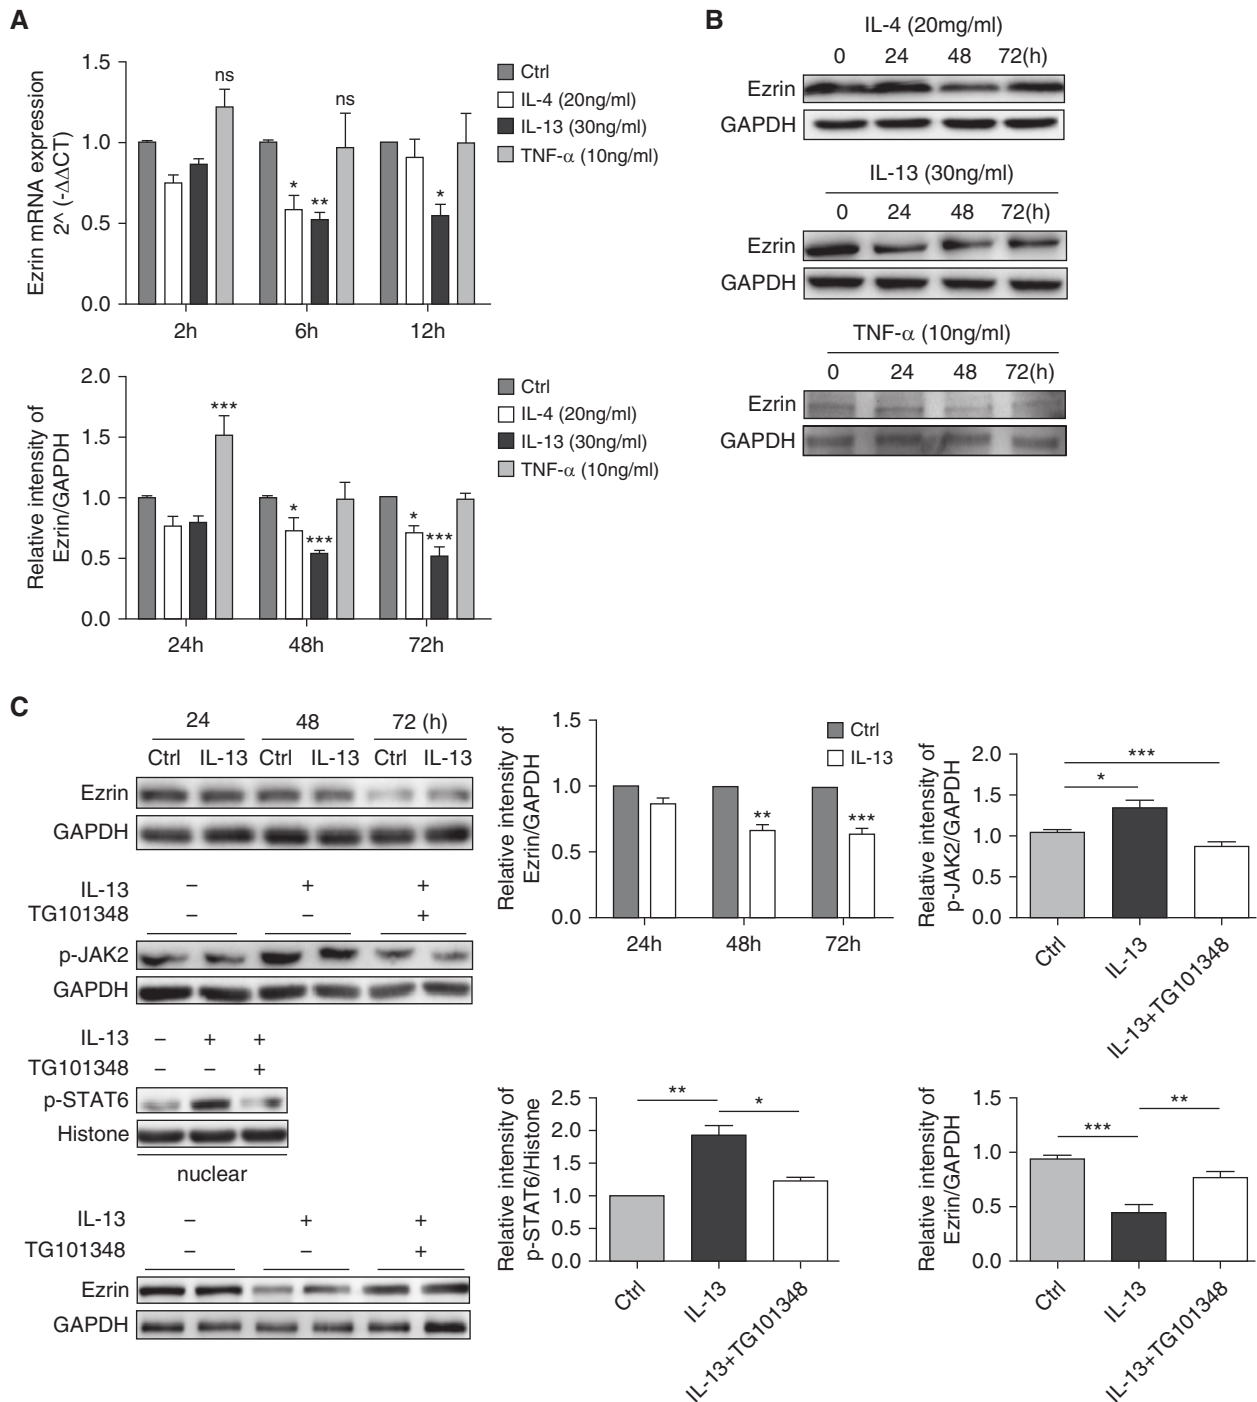 A
Ezrin mRNA expression
2^ (-ΔΔCT)
1.5
1.0
0.5
0.0
ns
ns
*
**
*
2h
6h
12h
Ctrl
IL-4 (20ng/ml)
IL-13 (30ng/ml)
TNF-α (10ng/ml)
Relative intensity of
Ezrin/GAPDH
2.0
1.5
1.0
0.5
0.0
***
*
***
*
***
24h
48h
72h
Ctrl
IL-4 (20ng/ml)
IL-13 (30ng/ml)
TNF-α (10ng/ml)
B
IL-4 (20mg/ml)
0 24 48 72(h)
Ezrin
GAPDH
IL-13 (30ng/ml)
0 24 48 72(h)
Ezrin
GAPDH
TNF-α (10ng/ml)
0 24 48 72(h)
Ezrin
GAPDH
C
24 48 72 (h)
Ctrl IL-13 Ctrl IL-13 Ctrl IL-13
Ezrin
GAPDH
IL-13 – + +
TG101348 – – +
p-JAK2
GAPDH
IL-13 – + +
TG101348 – – +
p-STAT6
Histone
nuclear
IL-13 – + +
TG101348 – – +
Ezrin
GAPDH
Relative intensity of
Ezrin/GAPDH
1.5
1.0
0.5
0.0
**
***
24h
48h
72h
Ctrl
IL-13
Relative intensity of
p-JAK2/GAPDH
2.0
1.5
1.0
0.5
0.0
***
*
Ctrl
IL-13
IL-13+TG101348
Relative intensity of
p-STAT6/Histone
2.5
2.0
1.5
1.0
0.5
0.0
**
*
Ctrl
IL-13
IL-13+TG101348
Relative intensity of
Ezrin/GAPDH
1.5
1.0
0.5
0.0
**
***
Ctrl
IL-13
IL-13+TG101348